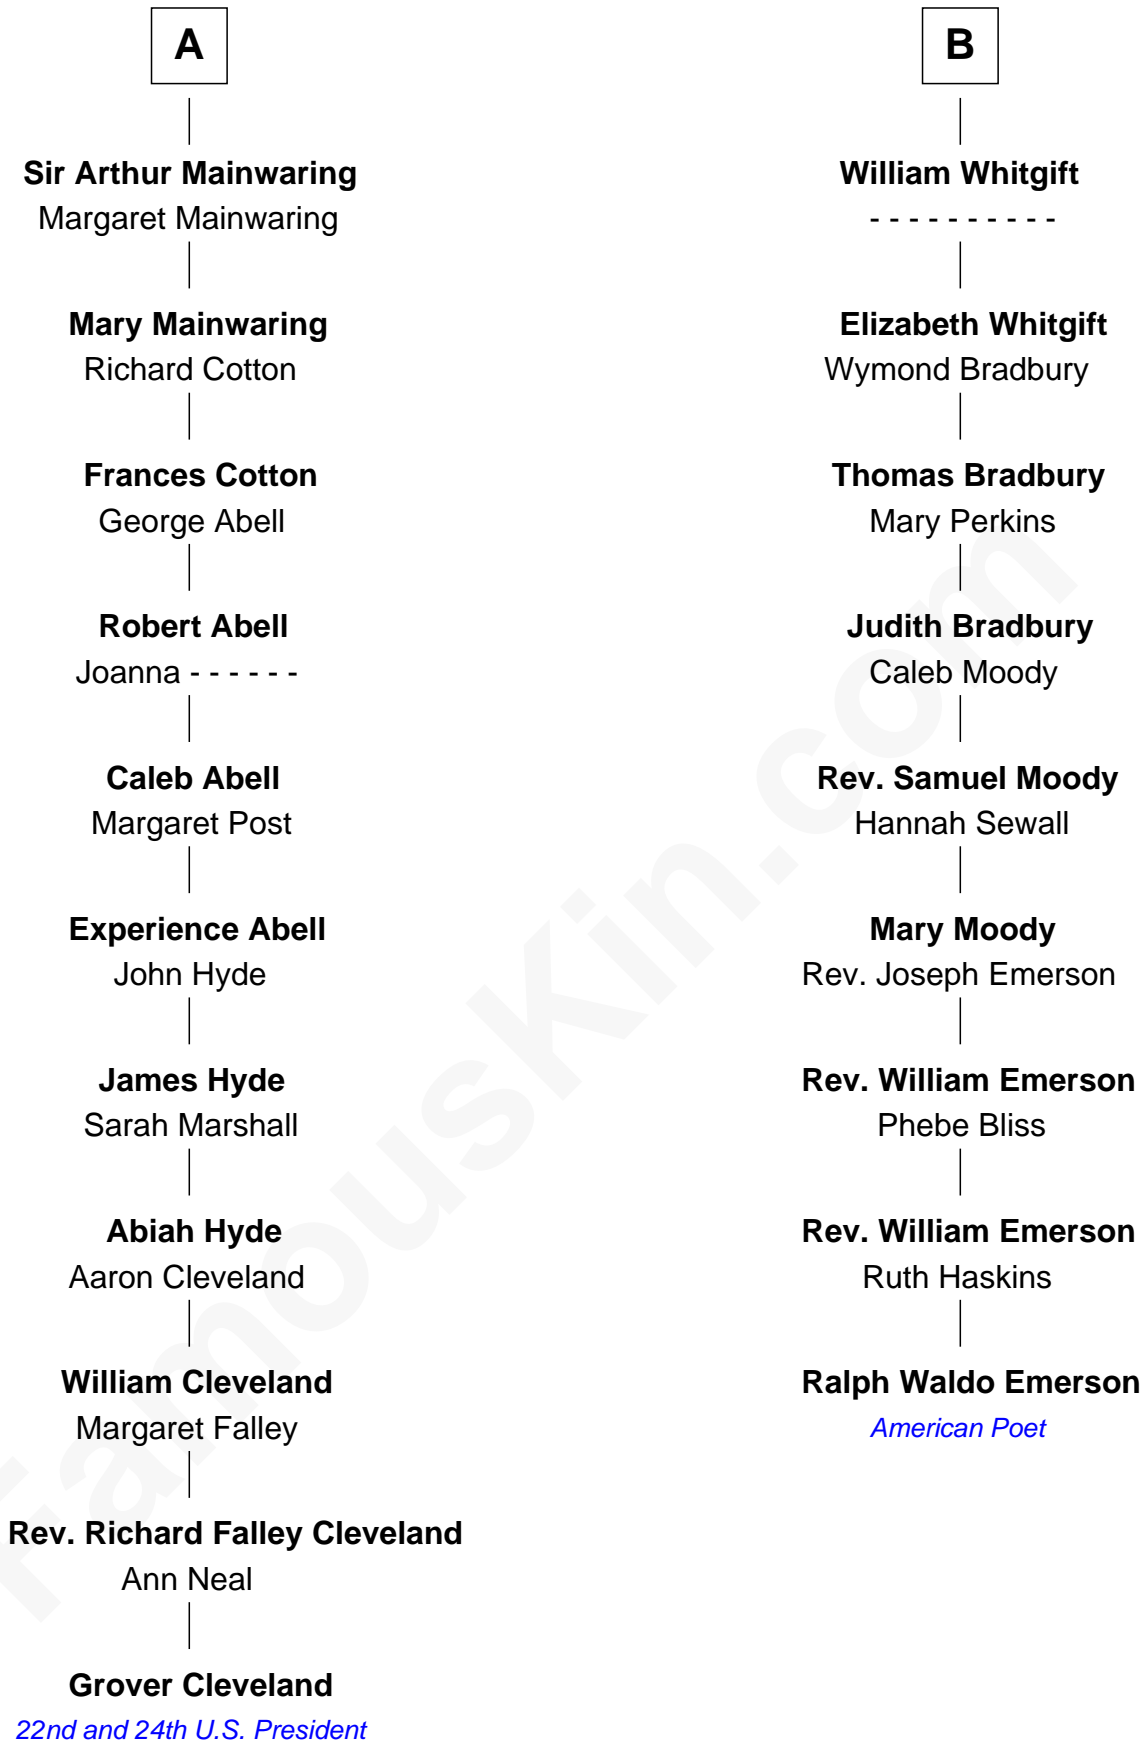 A
Sir Arthur Mainwaring
Margaret Mainwaring
Mary Mainwaring
Richard Cotton
Frances Cotton
George Abell
Robert Abell
Joanna - - - - - -
Caleb Abell
Margaret Post
Experience Abell
John Hyde
James Hyde
Sarah Marshall
Abiah Hyde
Aaron Cleveland
William Cleveland
Margaret Falley
Rev. Richard Falley Cleveland
Ann Neal
Grover Cleveland
22nd and 24th U.S. President
B
William Whitgift
- - - - - - - - - -
Elizabeth Whitgift
Wymond Bradbury
Thomas Bradbury
Mary Perkins
Judith Bradbury
Caleb Moody
Rev. Samuel Moody
Hannah Sewall
Mary Moody
Rev. Joseph Emerson
Rev. William Emerson
Phebe Bliss
Rev. William Emerson
Ruth Haskins
Ralph Waldo Emerson
American Poet
FamousKin.com